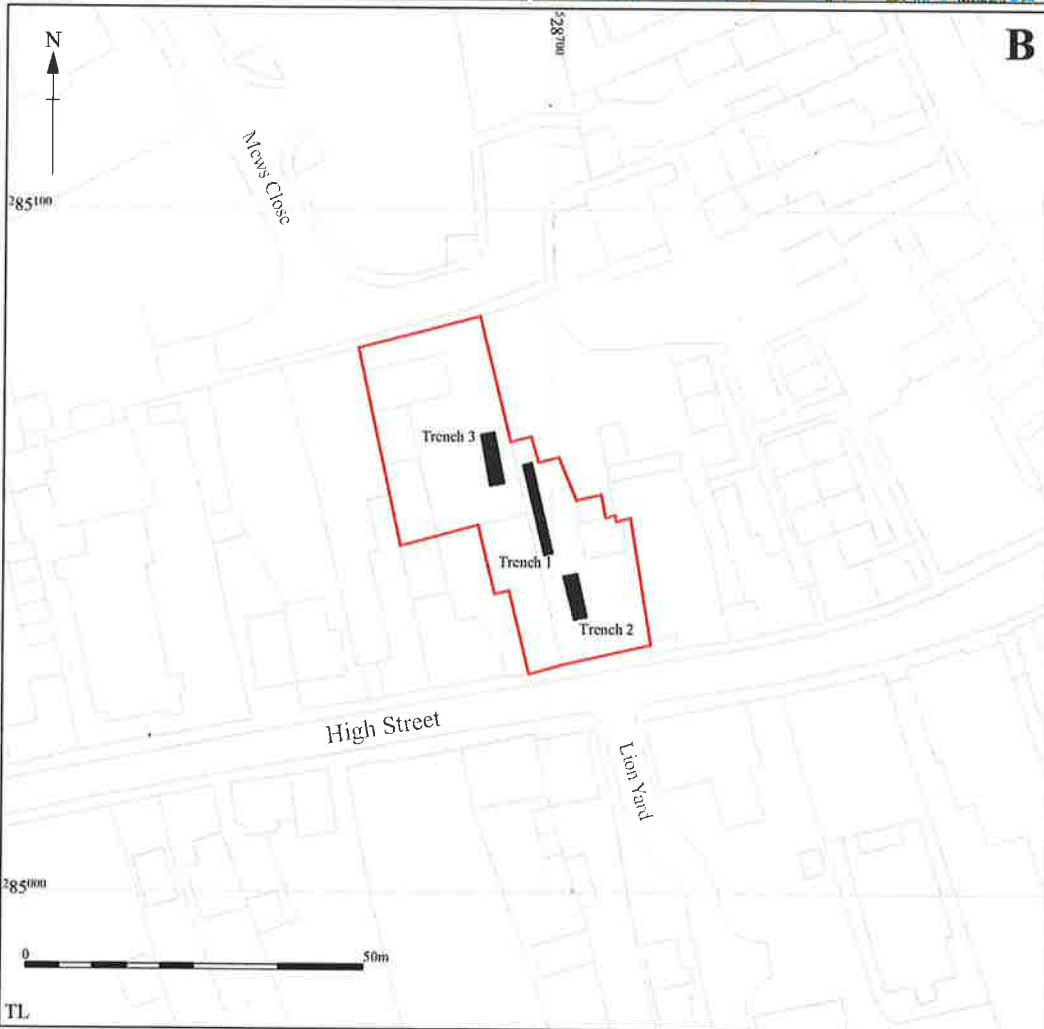 N
B
528700
Mews Close
285100
Trench 3
Trench 1
Trench 2
High Street
Lion Yard
285000
0
50m
TL